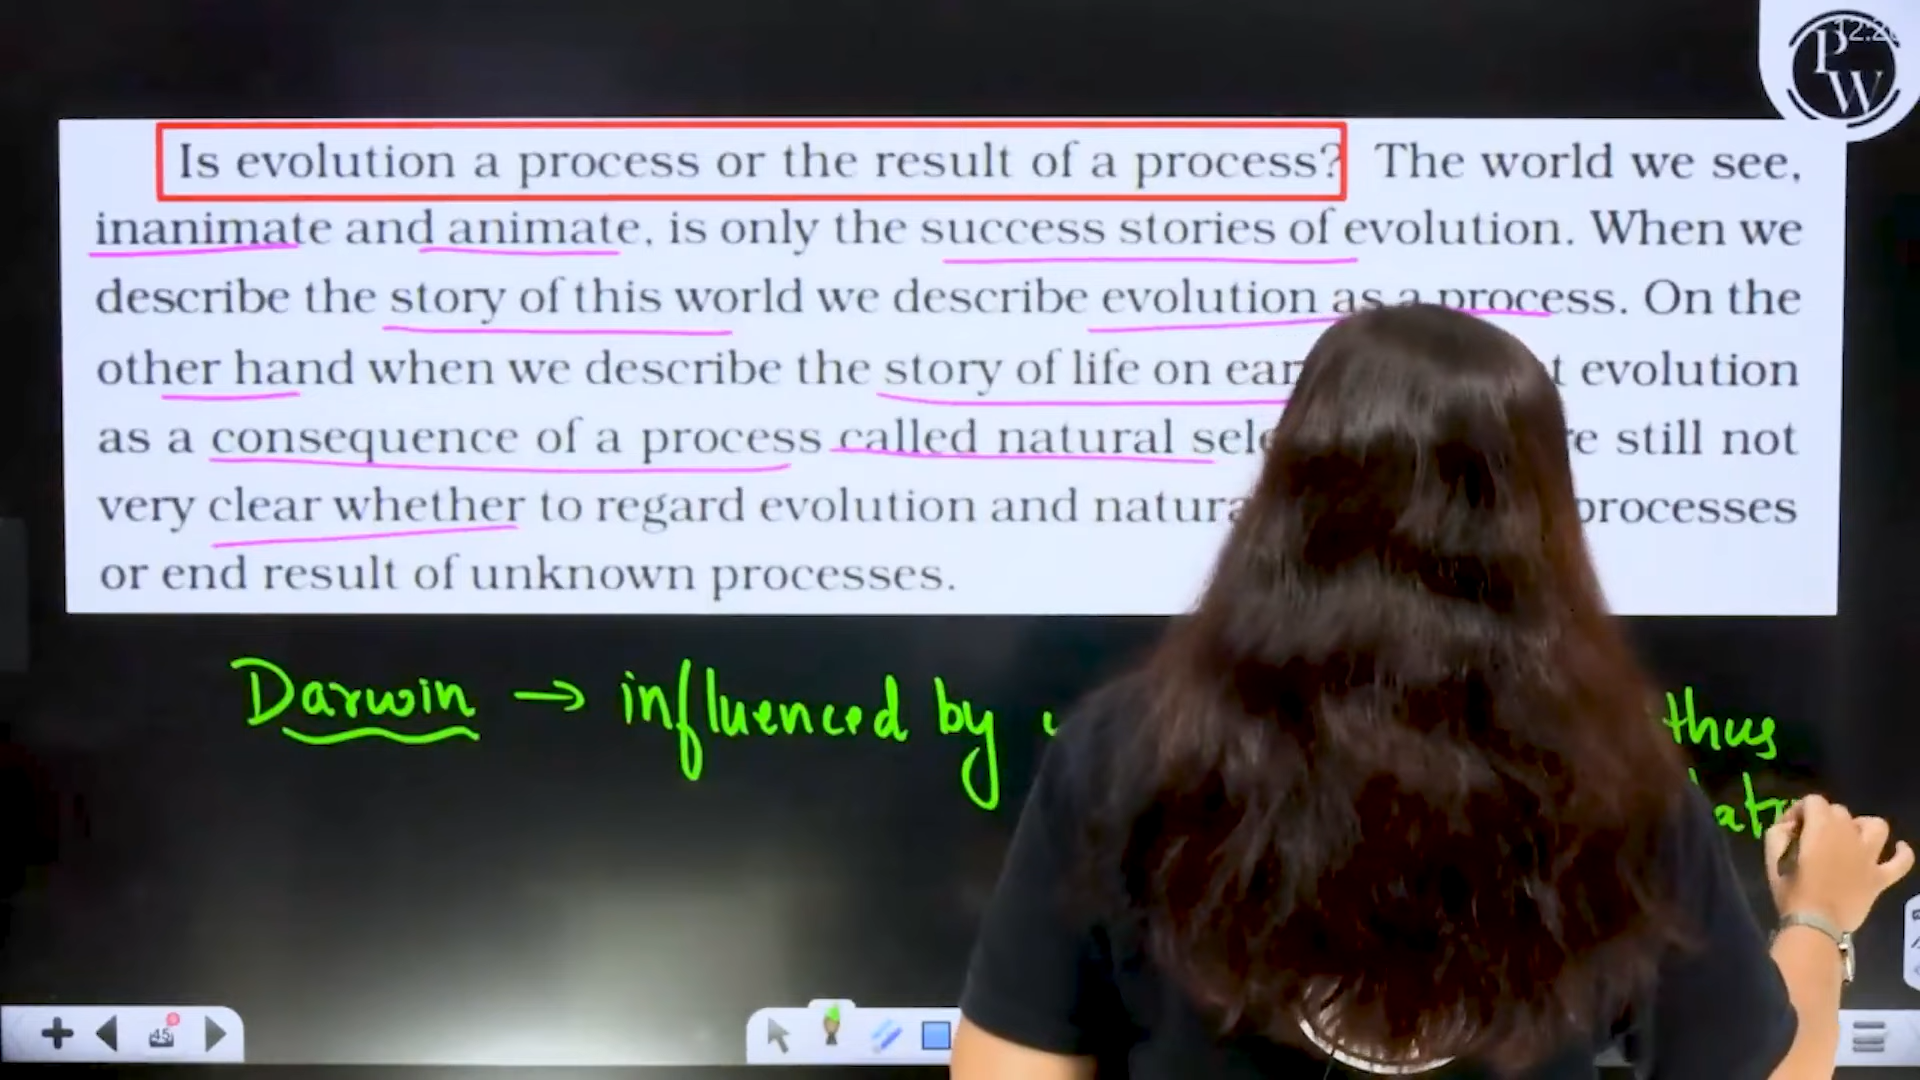 PW
Is evolution a process or the result of a process? The world we see,
inanimate and animate, is only the success stories of evolution. When we
describe the story of this world we describe evolution as a process. On the
other hand when we describe the story of life on evolution
as a consequence of a process called natural still not
very clear whether to regard evolution and processes
or end result of unknown processes.
Darwin → influenced by
thus
45